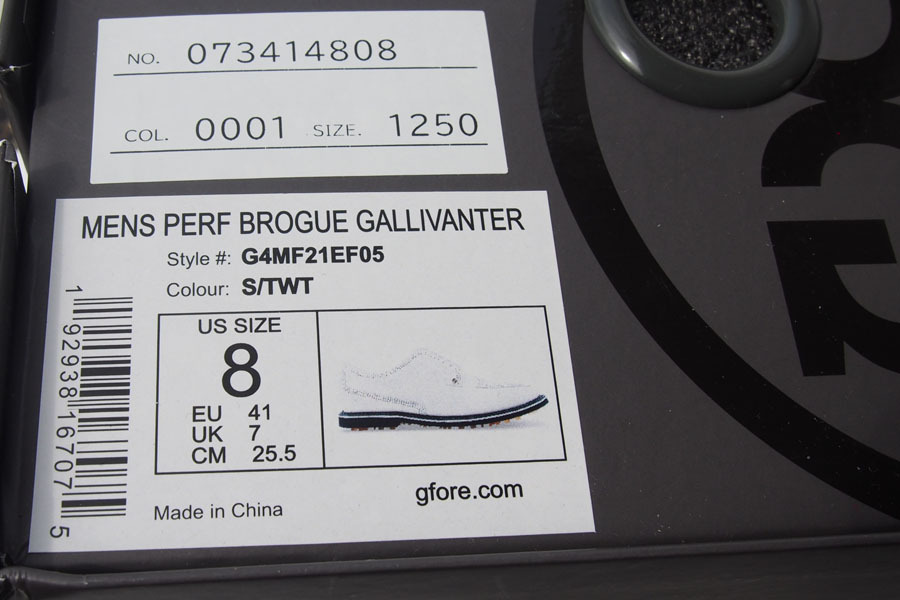 NO. 073414808
COL. 0001 SIZE. 1250
MENS PERF BROGUE GALLIVANTER
Style #: G4MF21EF05
Colour: S/TWT
US SIZE
8
EU 41
UK 7
CM 25.5
1 92938 16707 5
Made in China
gfore.com